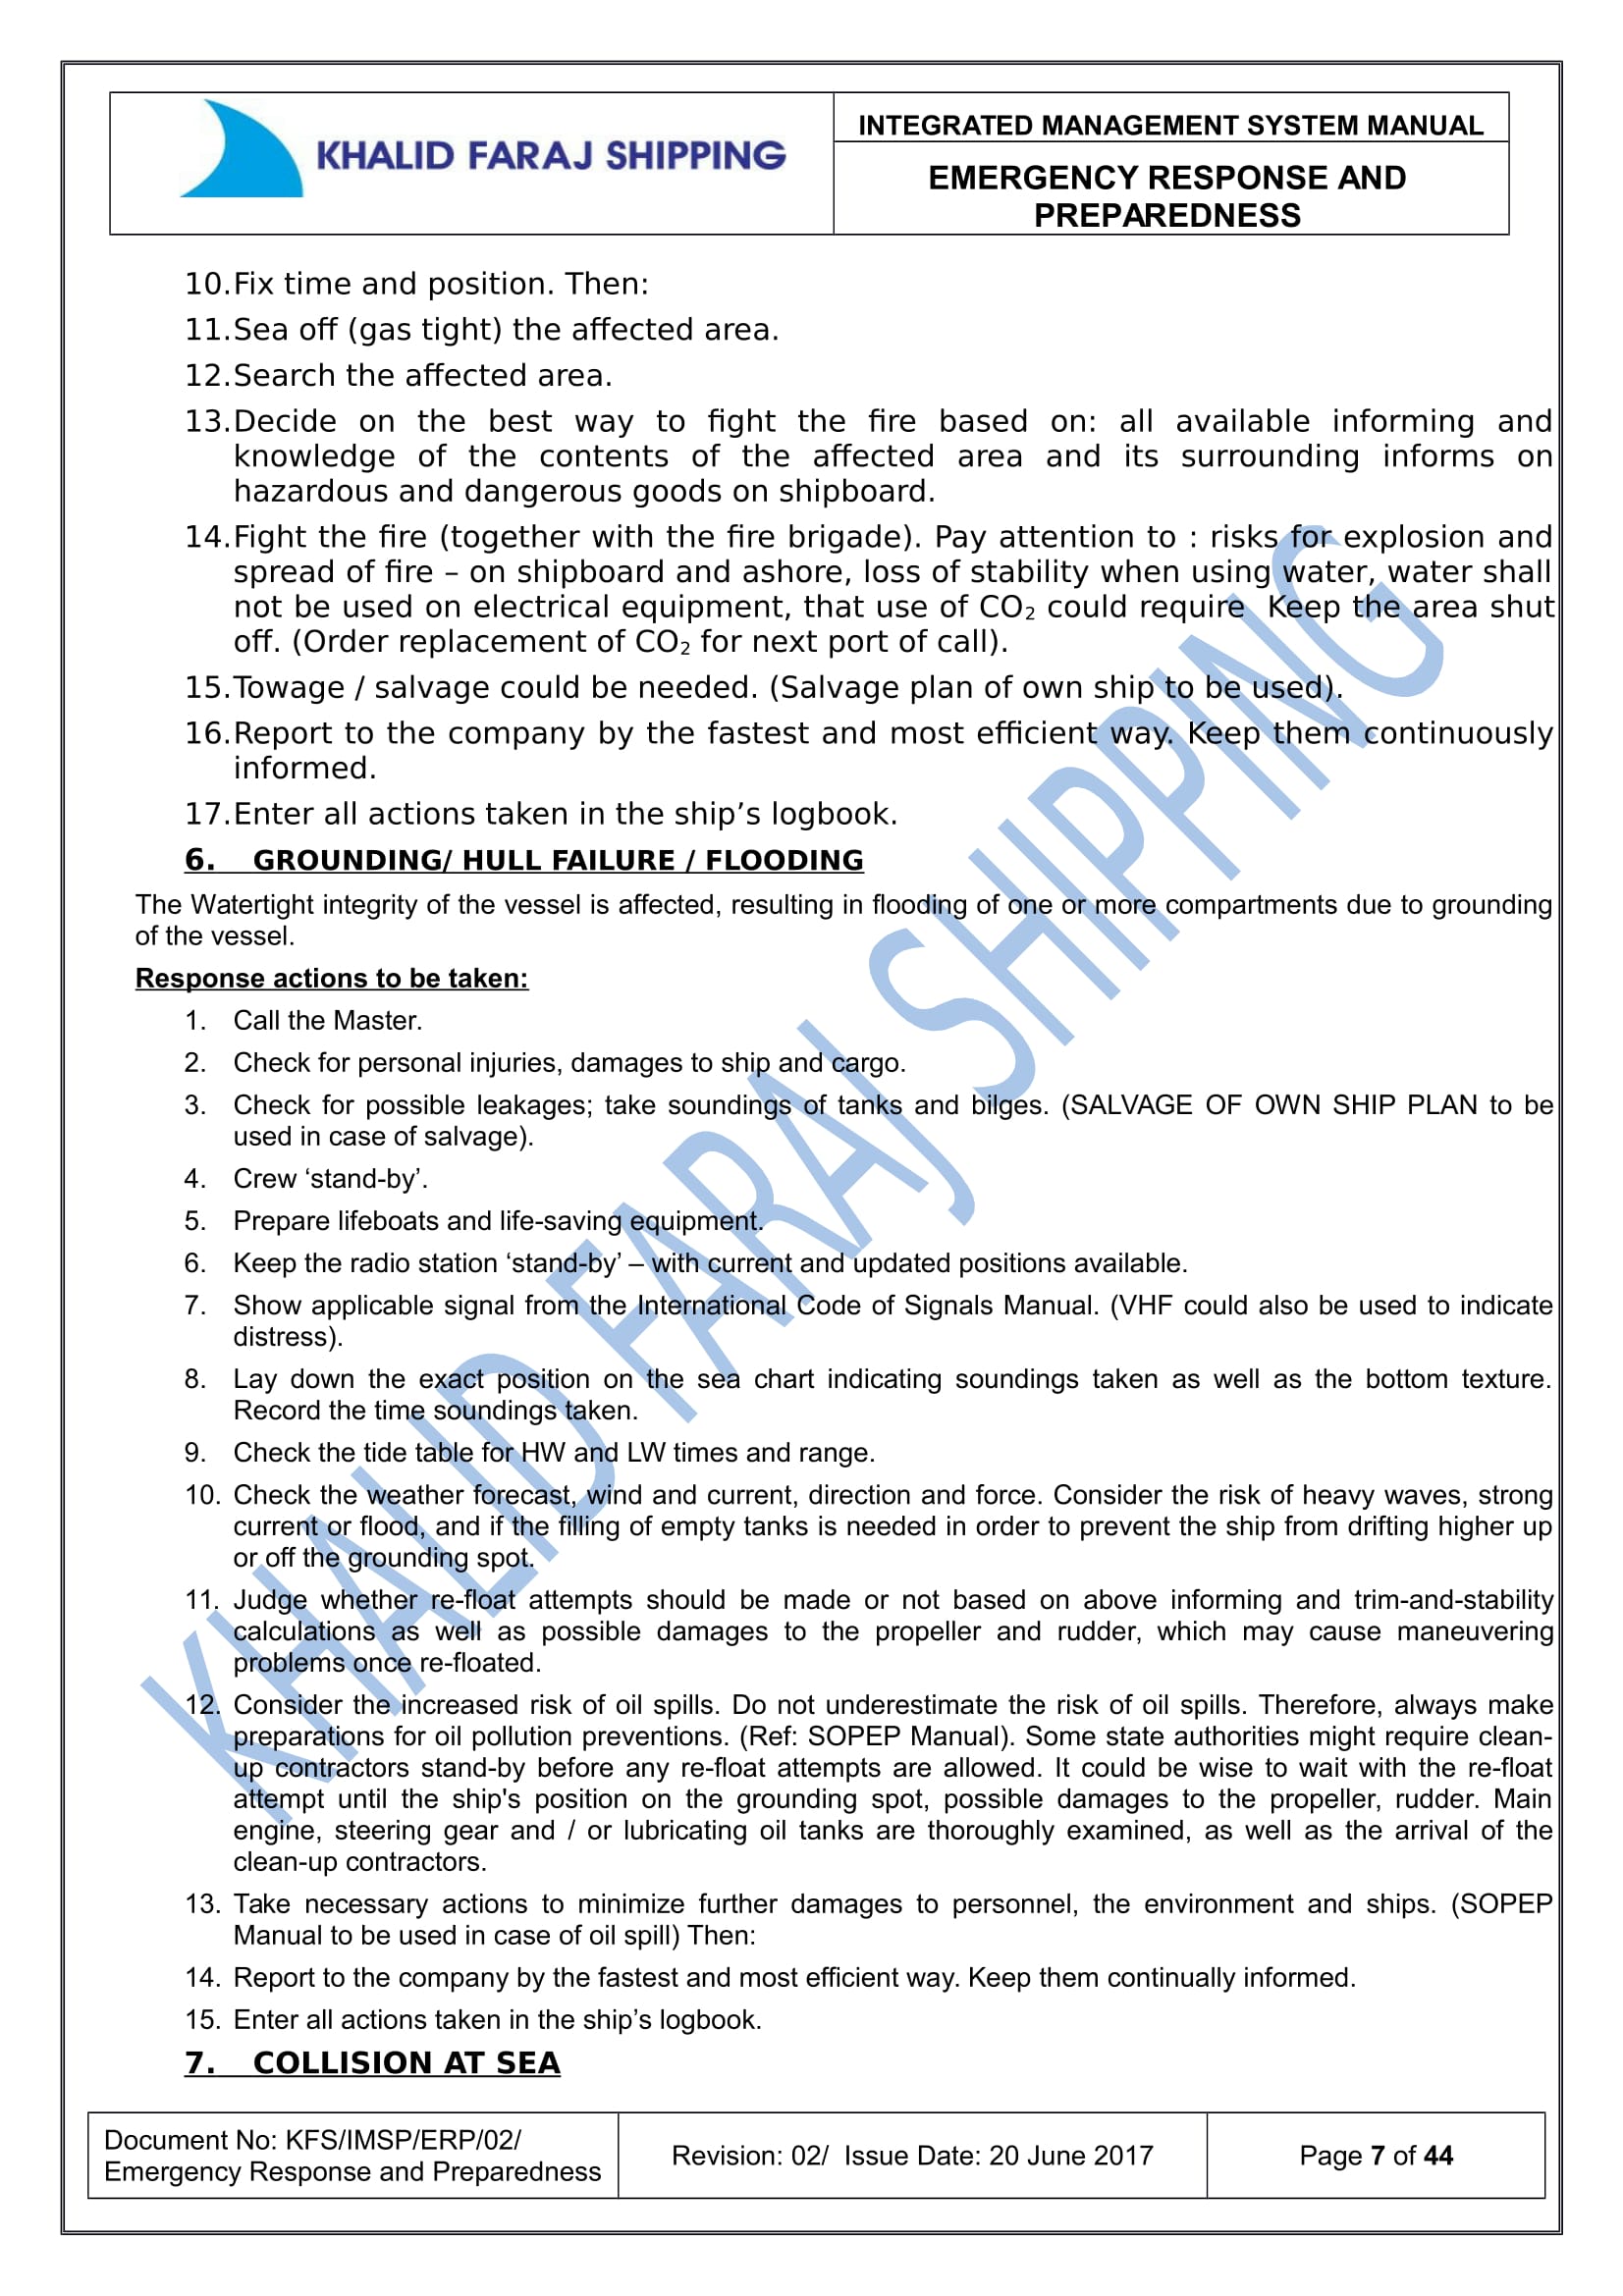 KHALID FARAJ SHIPPING
INTEGRATED MANAGEMENT SYSTEM MANUAL
EMERGENCY RESPONSE AND
PREPAREDNESS
10.Fix time and position. Then:
11.Sea off (gas tight) the affected area.
12.Search the affected area.
13.Decide on the best way to fight the fire based on: all available informing and
knowledge of the contents of the affected area and its surrounding informs on
hazardous and dangerous goods on shipboard.
14.Fight the fire (together with the fire brigade). Pay attention to : risks for explosion and
spread of fire – on shipboard and ashore, loss of stability when using water, water shall
not be used on electrical equipment, that use of CO₂ could require  Keep the area shut
off. (Order replacement of CO₂ for next port of call).
15.Towage / salvage could be needed. (Salvage plan of own ship to be used).
16.Report to the company by the fastest and most efficient way. Keep them continuously
informed.
17.Enter all actions taken in the ship’s logbook.
6. GROUNDING/ HULL FAILURE / FLOODING
The Watertight integrity of the vessel is affected, resulting in flooding of one or more compartments due to grounding
of the vessel.
Response actions to be taken:
1. Call the Master.
2. Check for personal injuries, damages to ship and cargo.
3. Check for possible leakages; take soundings of tanks and bilges. (SALVAGE OF OWN SHIP PLAN to be
used in case of salvage).
4. Crew ‘stand-by’.
5. Prepare lifeboats and life-saving equipment.
6. Keep the radio station ‘stand-by’ – with current and updated positions available.
7. Show applicable signal from the International Code of Signals Manual. (VHF could also be used to indicate
distress).
8. Lay down the exact position on the sea chart indicating soundings taken as well as the bottom texture.
Record the time soundings taken.
9. Check the tide table for HW and LW times and range.
10. Check the weather forecast, wind and current, direction and force. Consider the risk of heavy waves, strong
current or flood, and if the filling of empty tanks is needed in order to prevent the ship from drifting higher up
or off the grounding spot.
11. Judge whether re-float attempts should be made or not based on above informing and trim-and-stability
calculations as well as possible damages to the propeller and rudder, which may cause maneuvering
problems once re-floated.
12. Consider the increased risk of oil spills. Do not underestimate the risk of oil spills. Therefore, always make
preparations for oil pollution preventions. (Ref: SOPEP Manual). Some state authorities might require clean-
up contractors stand-by before any re-float attempts are allowed. It could be wise to wait with the re-float
attempt until the ship's position on the grounding spot, possible damages to the propeller, rudder. Main
engine, steering gear and / or lubricating oil tanks are thoroughly examined, as well as the arrival of the
clean-up contractors.
13. Take necessary actions to minimize further damages to personnel, the environment and ships. (SOPEP
Manual to be used in case of oil spill) Then:
14. Report to the company by the fastest and most efficient way. Keep them continually informed.
15. Enter all actions taken in the ship’s logbook.
7. COLLISION AT SEA
KHALID FARAJ SHIPPING
Document No: KFS/IMSP/ERP/02/
Emergency Response and Preparedness
Revision: 02/  Issue Date: 20 June 2017
Page 7 of 44